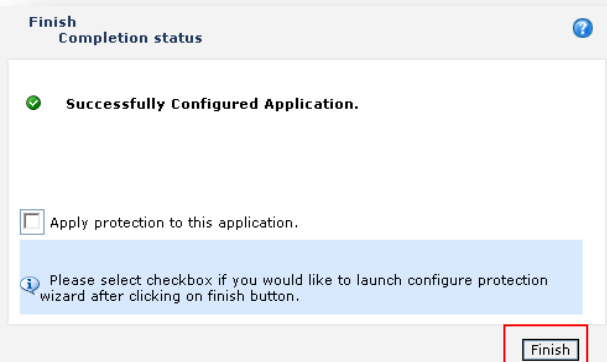 Finish
Completion status
Successfully Configured Application.
Apply protection to this application.
Please select checkbox if you would like to launch configure protection
wizard after clicking on finish button.
Finish